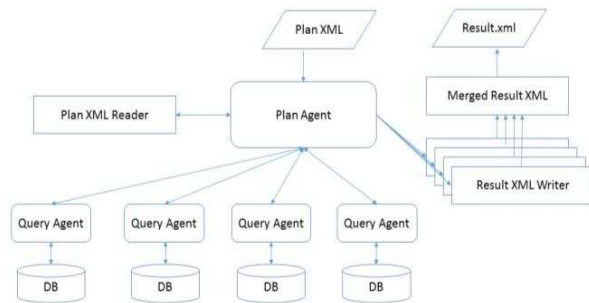 Plan XML
Result.xml
Plan XML Reader
Plan Agent
Merged Result XML
Result XML Writer
Query Agent
Query Agent
Query Agent
Query Agent
DB
DB
DB
DB